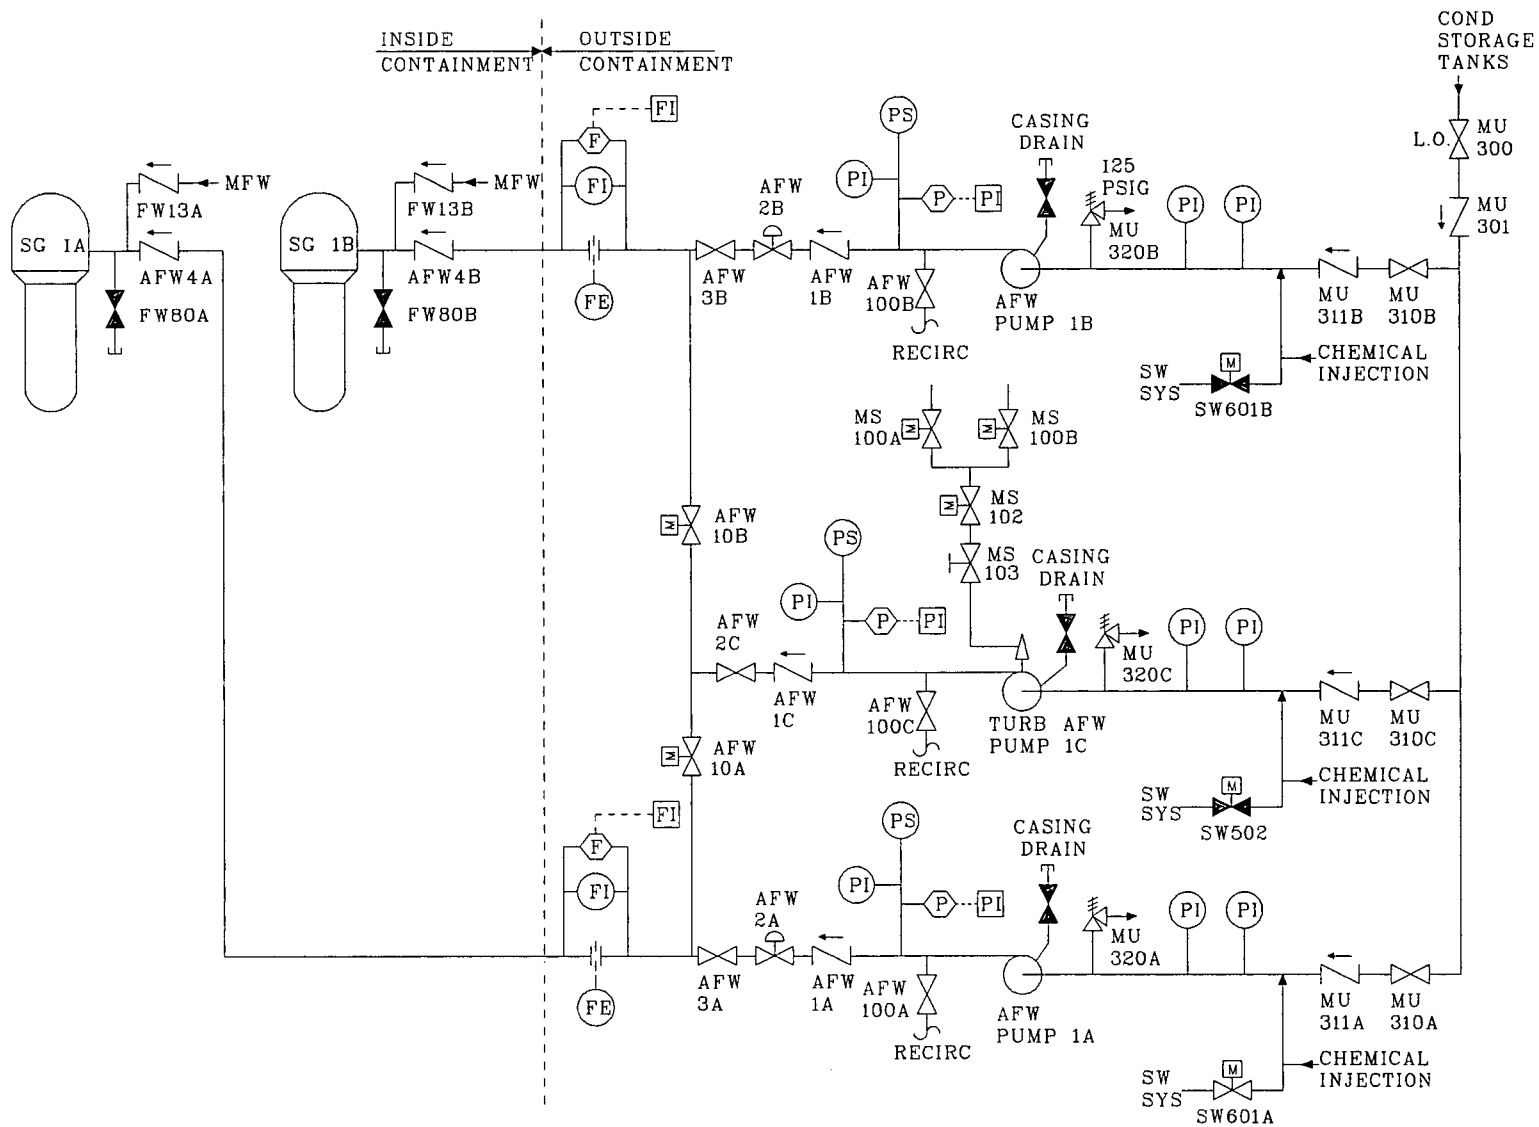 COND
STORAGE
TANKS
INSIDE
CONTAINMENT
OUTSIDE
CONTAINMENT
FI
F
FI
PS
PI
P
PI
CASING
DRAIN
125
PSIG
MU
320B
PI
PI
L.O.
MU
300
MU
301
MFW
FW13A
SG 1A
AFW4A
FW80A
MFW
FW13B
SG 1B
AFW4B
FW80B
FE
AFW
3B
AFW
2B
AFW
1B
AFW
100B
RECIRC
AFW
PUMP 1B
MU
311B
MU
310B
CHEMICAL
INJECTION
SW
SYS
M
SW601B
MS
100A
M
M
MS
100B
M
MS
102
MS
103
M
AFW
10B
PS
PI
P
PI
CASING
DRAIN
MU
320C
PI
PI
AFW
2C
AFW
1C
AFW
100C
RECIRC
TURB AFW
PUMP 1C
MU
311C
MU
310C
M
AFW
10A
CHEMICAL
INJECTION
SW
SYS
M
SW502
FI
F
FI
PS
PI
P
PI
CASING
DRAIN
MU
320A
PI
PI
FE
AFW
3A
AFW
2A
AFW
1A
AFW
100A
RECIRC
AFW
PUMP 1A
MU
311A
MU
310A
CHEMICAL
INJECTION
SW
SYS
M
SW601A